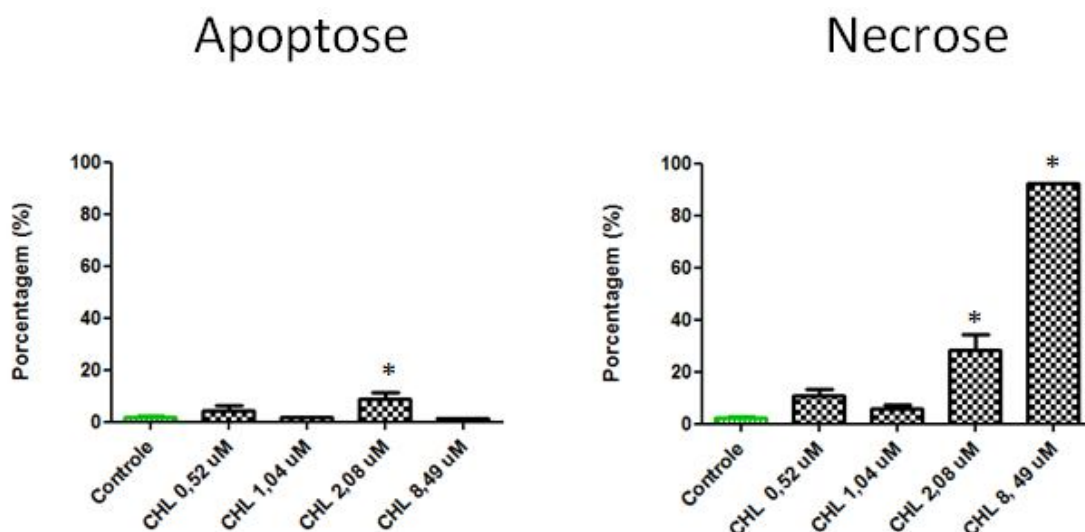 Apoptose
Porcentagem (%)
100
80
60
40
20
0
*
Controle
CHL 0,52 uM
CHL 1,04 uM
CHL 2,08 uM
CHL 8,49 uM
Necrose
Porcentagem (%)
100
80
60
40
20
0
*
*
Controle
CHL 0,52 uM
CHL 1,04 uM
CHL 2,08 uM
CHL 8, 49 uM